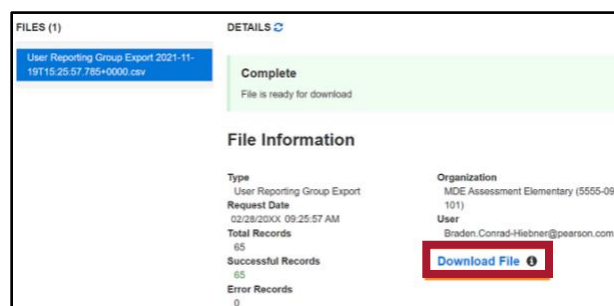 FILES (1)
User Reporting Group Export 2021-11-
19T15:25:57.785+0000.csv
DETAILS
Complete
File is ready for download
File Information
Type
User Reporting Group Export
Request Date
02/28/20XX 09:25:57 AM
Total Records
65
Successful Records
65
Error Records
0
Organization
MDE Assessment Elementary (5555-09
101)
User
Braden.Conrad-Hiebner@pearson.com
Download File